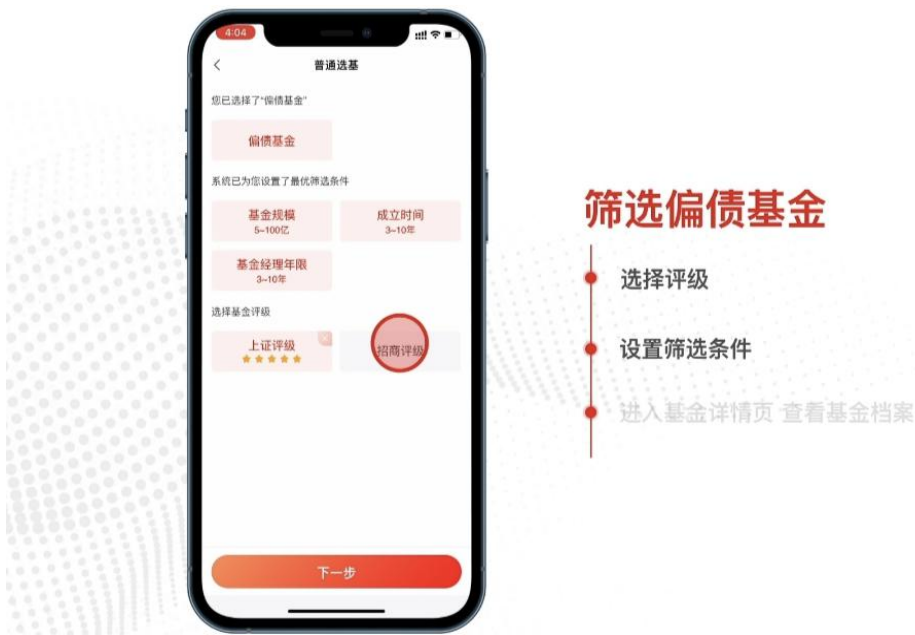 4:04
普通选基
您已选择了“偏债基金”
偏债基金
系统已为您设置了最优筛选条件
基金规模
5~100亿
成立时间
3~10年
基金经理年限
3~10年
选择基金评级
上证评级
★★★★★
招商评级
下一步
筛选偏债基金
选择评级
设置筛选条件
进入基金详情页 查看基金档案